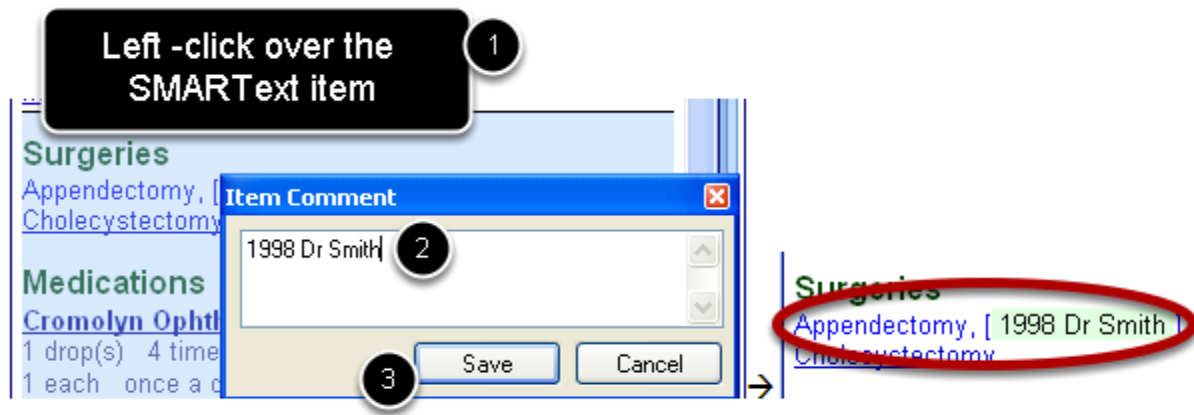 Left -click over the
SMARText item
1
Surgeries
Appendectomy, [
Cholecystectomy
Medications
Cromolyn Ophth
1 drop(s) 4 time
1 each once a d
Item Comment
1998 Dr Smith
2
3
Save
Cancel
→
Surgeries
Appendectomy, [ 1998 Dr Smith ]
Cholecystectomy